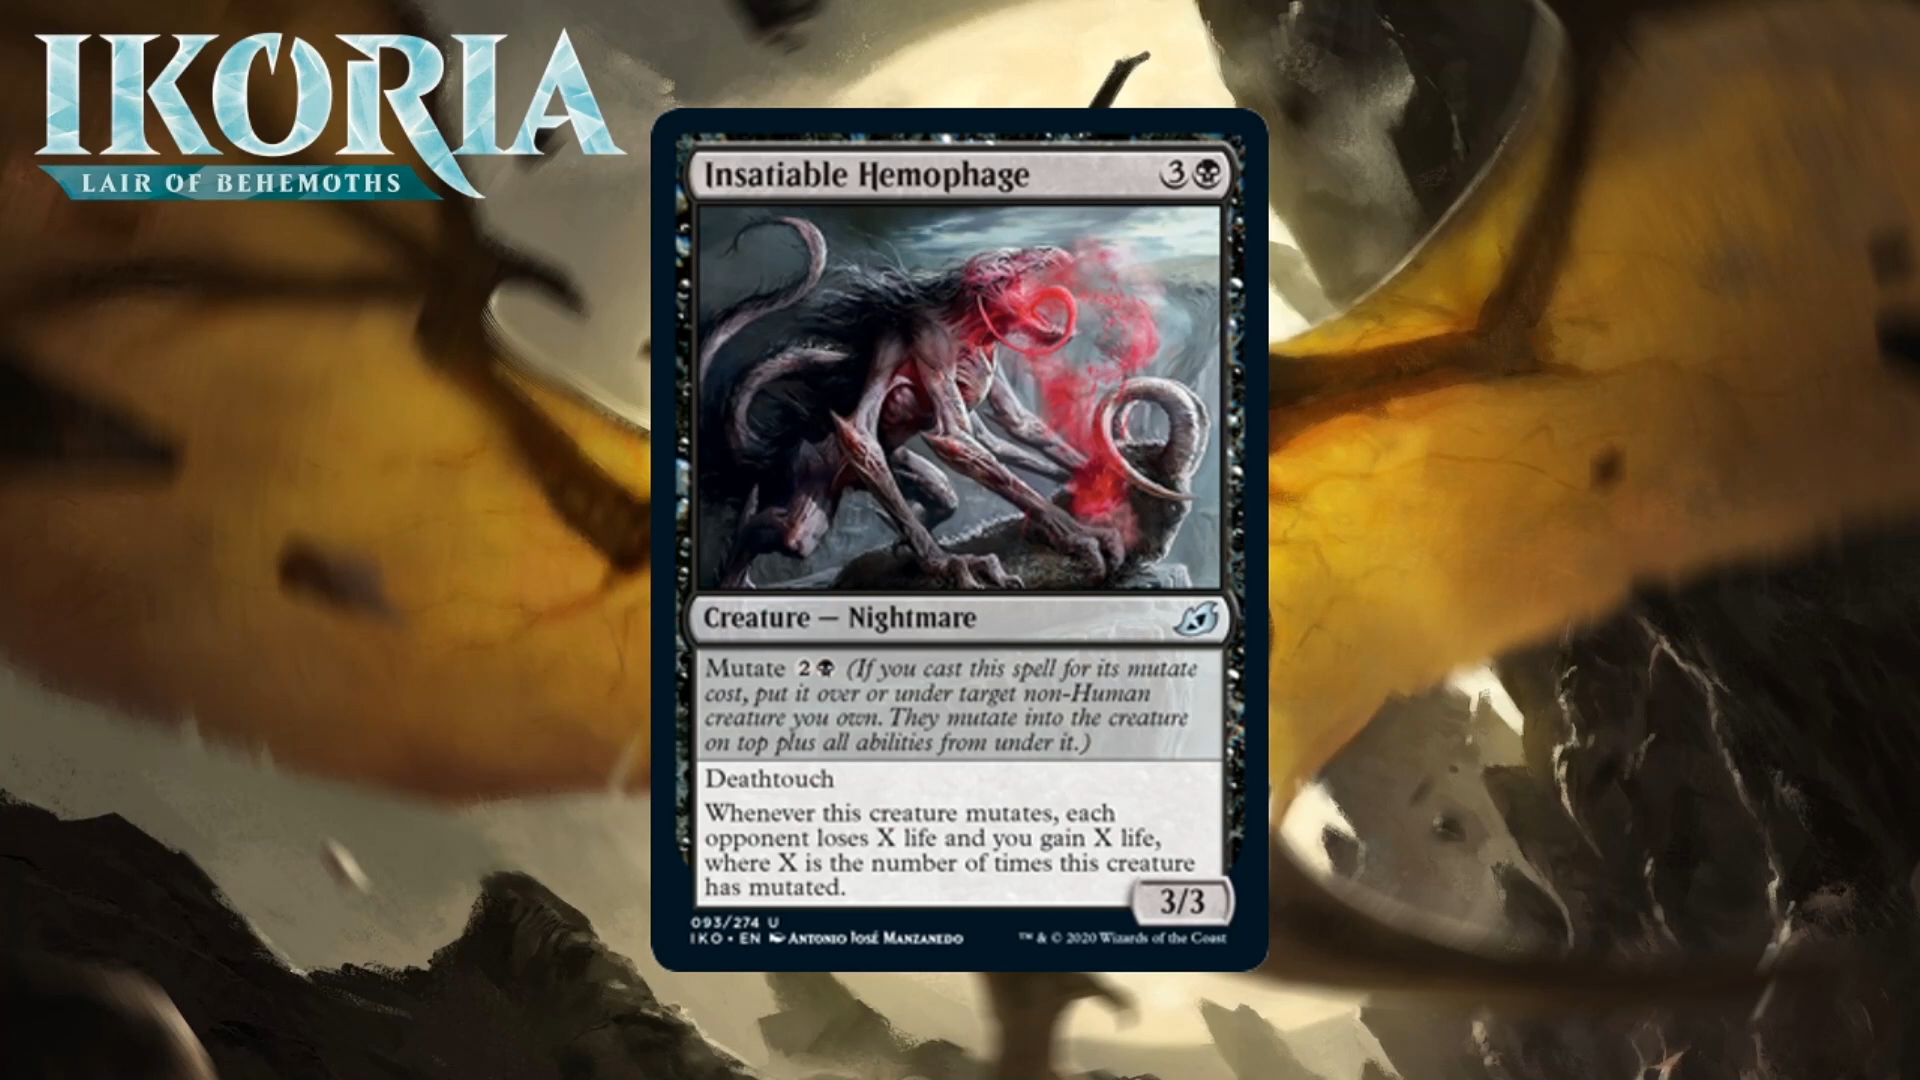 IKORIA
LAIR OF BEHEMOTHS
Insatiable Hemophage 3
Creature — Nightmare
Mutate 2 (If you cast this spell for its mutate
cost, put it over or under target non-Human
creature you own. They mutate into the creature
on top plus all abilities from under it.)
Deathtouch
Whenever this creature mutates, each
opponent loses X life and you gain X life,
where X is the number of times this creature
has mutated.
3/3
093/274 U
IKO • EN Antonio José Manzanedo
™ & © 2020 Wizards of the Coast